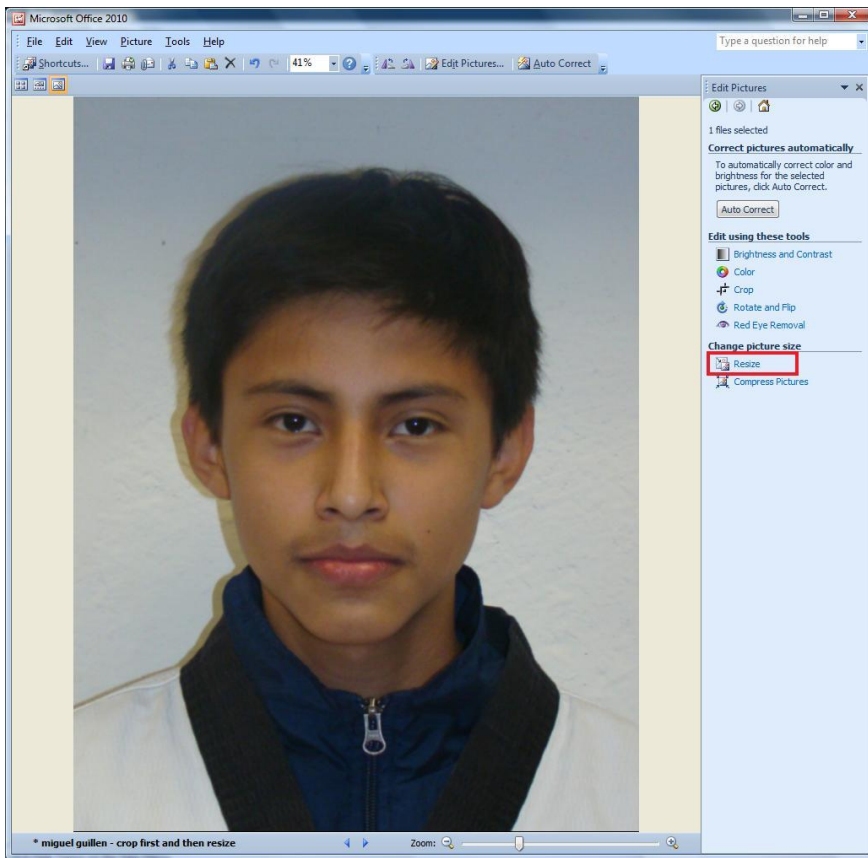 Microsoft Office 2010
File Edit View Picture Tools Help
Type a question for help
Shortcuts... 41% Edit Pictures... Auto Correct
Edit Pictures
1 files selected
Correct pictures automatically
To automatically correct color and
brightness for the selected
pictures, click Auto Correct.
Auto Correct
Edit using these tools
Brightness and Contrast
Color
Crop
Rotate and Flip
Red Eye Removal
Change picture size
Resize
Compress Pictures
* miguel guillen - crop first and then resize Zoom: